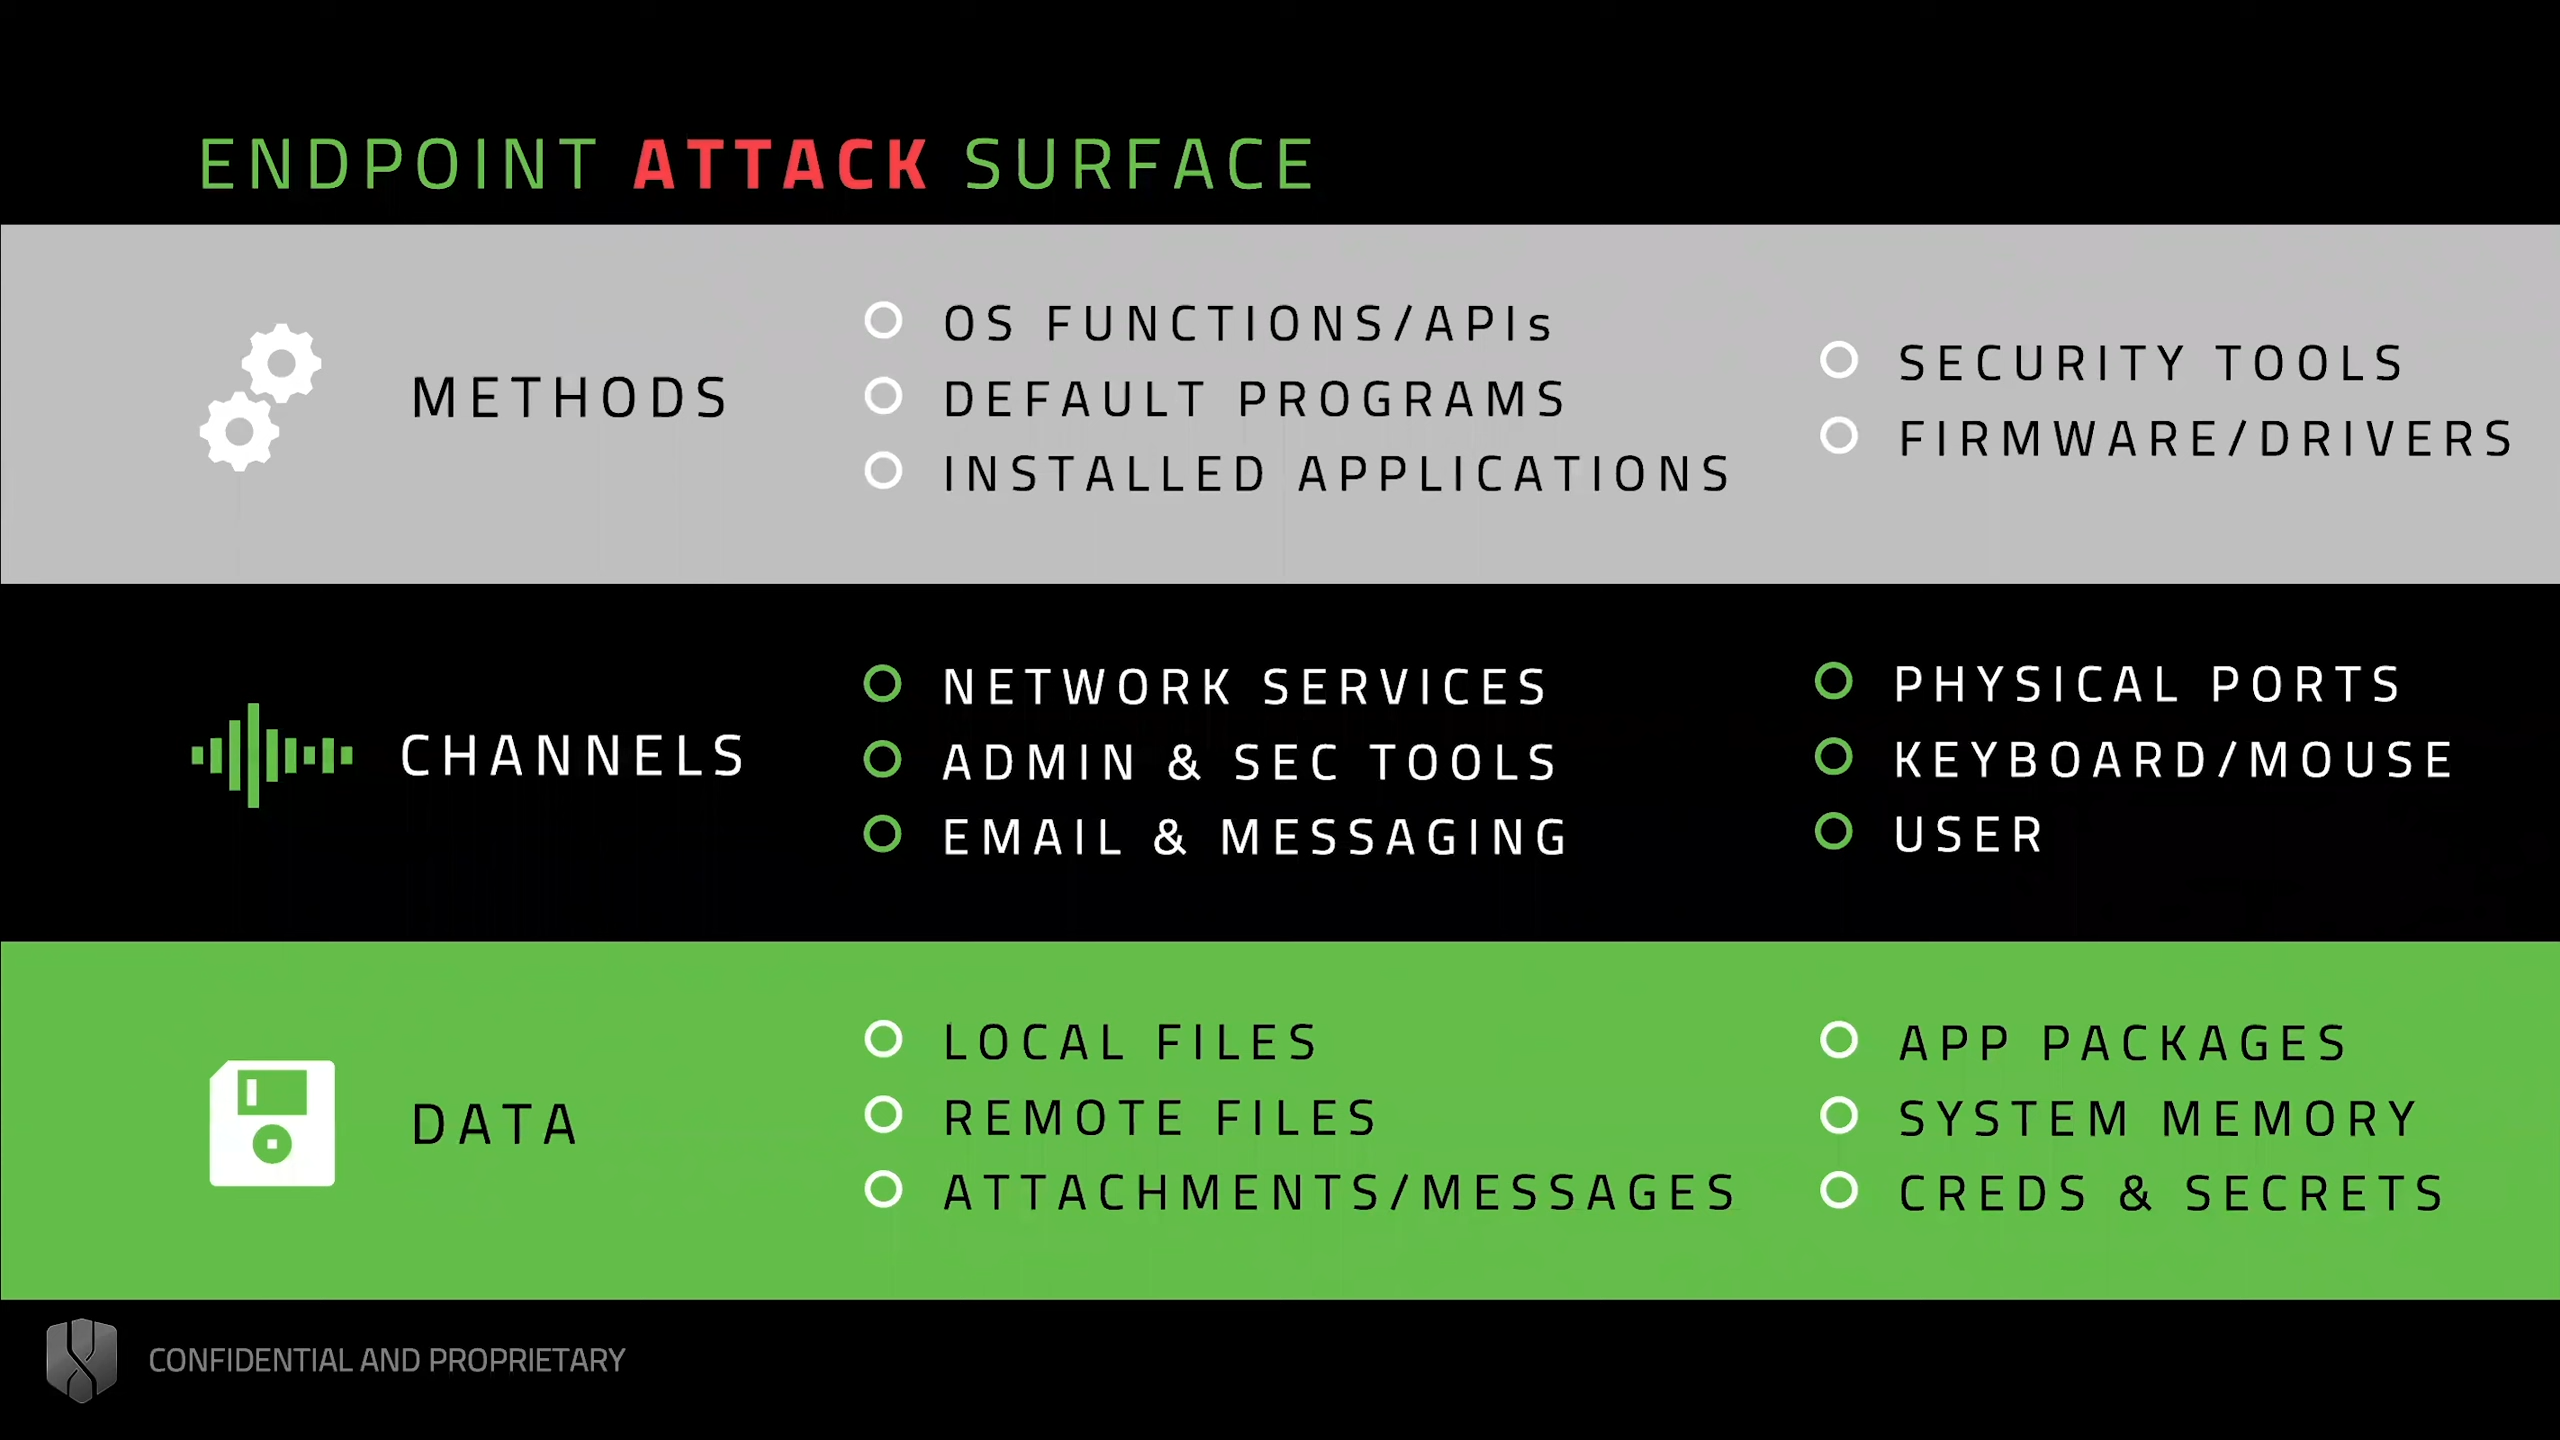 ENDPOINT ATTACK SURFACE
METHODS
OS FUNCTIONS/APIs
DEFAULT PROGRAMS
INSTALLED APPLICATIONS
SECURITY TOOLS
FIRMWARE/DRIVERS
CHANNELS
NETWORK SERVICES
ADMIN & SEC TOOLS
EMAIL & MESSAGING
PHYSICAL PORTS
KEYBOARD/MOUSE
USER
DATA
LOCAL FILES
REMOTE FILES
ATTACHMENTS/MESSAGES
APP PACKAGES
SYSTEM MEMORY
CREDS & SECRETS
CONFIDENTIAL AND PROPRIETARY